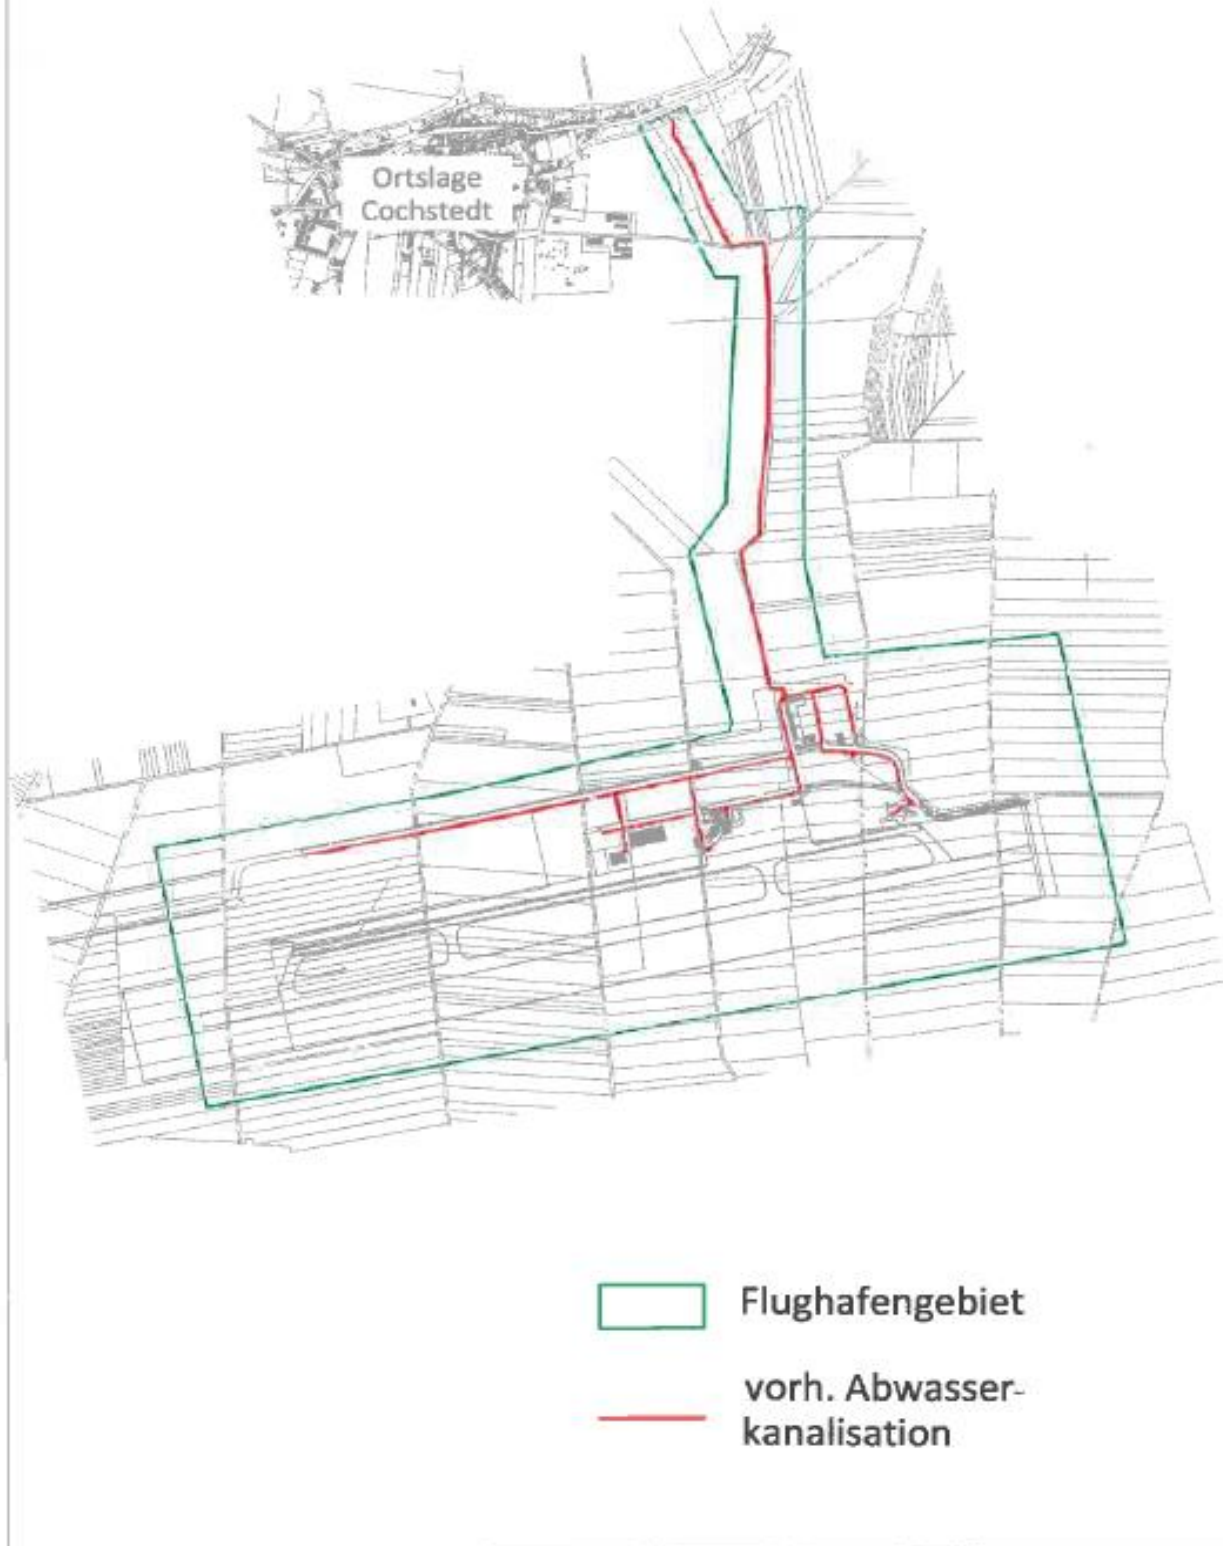 Ortslage
Cochstedt
Flughafengebiet
vorh. Abwasser-
kanalisation